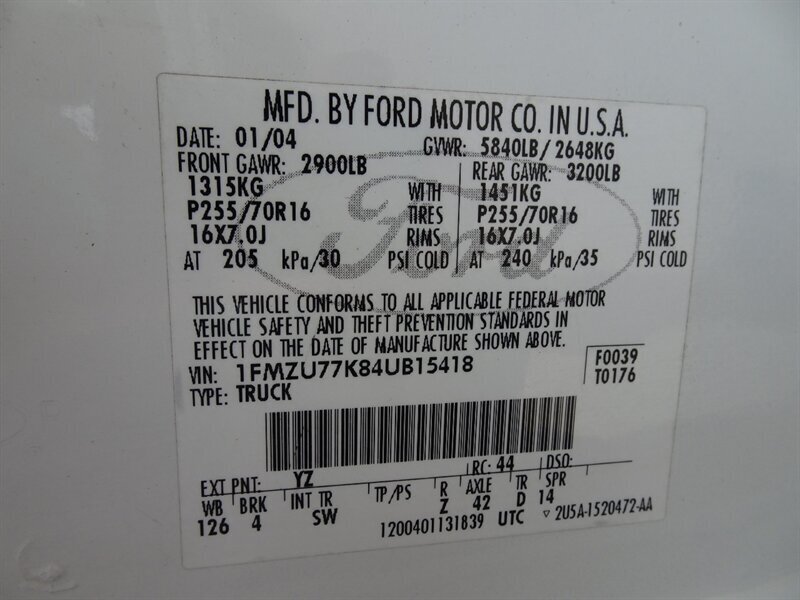 MFD. BY FORD MOTOR CO. IN U.S.A.
DATE: 01/04 GVWR: 5840LB/2648KG
FRONT GAWR: 2900LB REAR GAWR: 3200LB
1315KG WITH 1451KG WITH
P255/70R16 TIRES P255/70R16 TIRES
16X7.0J RIMS 16X7.0J RIMS
AT 205 kPa/30 PSI COLD AT 240 kPa/35 PSI COLD
Ford
THIS VEHICLE CONFORMS TO ALL APPLICABLE FEDERAL MOTOR
VEHICLE SAFETY AND THEFT PREVENTION STANDARDS IN
EFFECT ON THE DATE OF MANUFACTURE SHOWN ABOVE.
VIN: 1FMZU77K84UB15418 F0039
TYPE: TRUCK T0176
EXT PNT: YZ RC: 44 DSO:
WB BRK INT TR TP/PS R AXLE TR SPR
126 4 SW Z 42 D 14
1200401131839 UTC ▽ 2U5A-1520472-AA